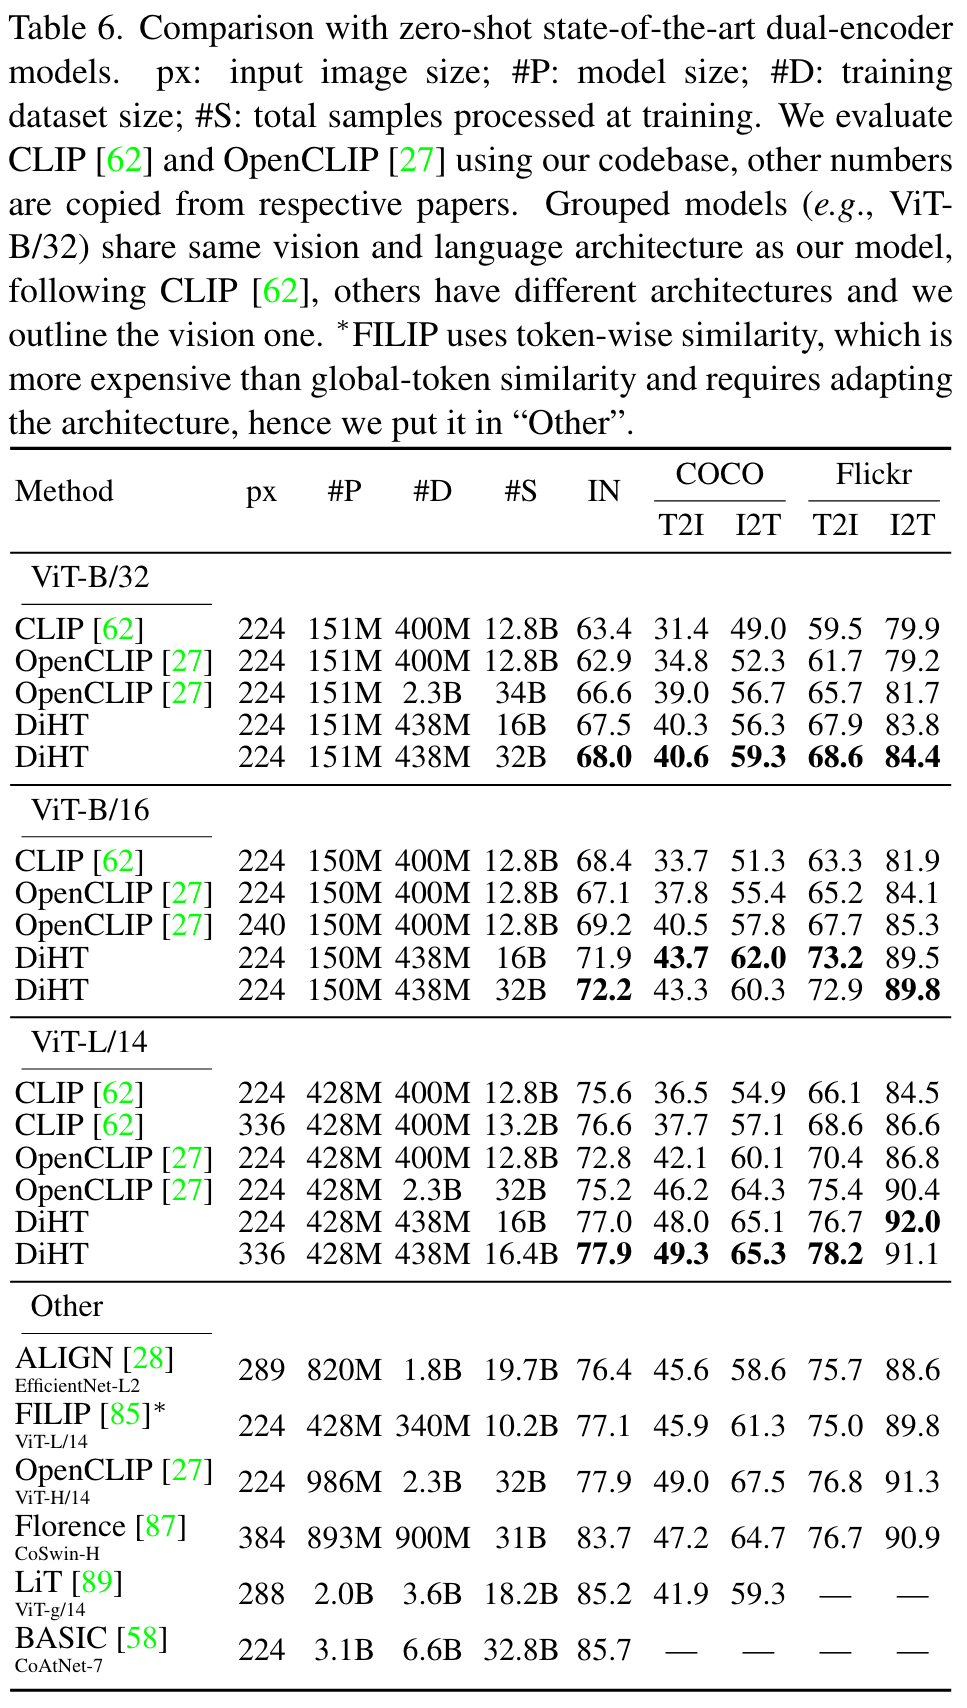 Table 6. Comparison with zero-shot state-of-the-art dual-encoder
models. px: input image size; #P: model size; #D: training
dataset size; #S: total samples processed at training. We evaluate
CLIP [62] and OpenCLIP [27] using our codebase, other numbers
are copied from respective papers. Grouped models (e.g., ViT-
B/32) share same vision and language architecture as our model,
following CLIP [62], others have different architectures and we
outline the vision one. *FILIP uses token-wise similarity, which is
more expensive than global-token similarity and requires adapting
the architecture, hence we put it in “Other”.
Method px #P #D #S IN COCO Flickr
T2I I2T T2I I2T
ViT-B/32
CLIP [62] 224 151M 400M 12.8B 63.4 31.4 49.0 59.5 79.9
OpenCLIP [27] 224 151M 400M 12.8B 62.9 34.8 52.3 61.7 79.2
OpenCLIP [27] 224 151M 2.3B 34B 66.6 39.0 56.7 65.7 81.7
DiHT 224 151M 438M 16B 67.5 40.3 56.3 67.9 83.8
DiHT 224 151M 438M 32B 68.0 40.6 59.3 68.6 84.4
ViT-B/16
CLIP [62] 224 150M 400M 12.8B 68.4 33.7 51.3 63.3 81.9
OpenCLIP [27] 224 150M 400M 12.8B 67.1 37.8 55.4 65.2 84.1
OpenCLIP [27] 240 150M 400M 12.8B 69.2 40.5 57.8 67.7 85.3
DiHT 224 150M 438M 16B 71.9 43.7 62.0 73.2 89.5
DiHT 224 150M 438M 32B 72.2 43.3 60.3 72.9 89.8
ViT-L/14
CLIP [62] 224 428M 400M 12.8B 75.6 36.5 54.9 66.1 84.5
CLIP [62] 336 428M 400M 13.2B 76.6 37.7 57.1 68.6 86.6
OpenCLIP [27] 224 428M 400M 12.8B 72.8 42.1 60.1 70.4 86.8
OpenCLIP [27] 224 428M 2.3B 32B 75.2 46.2 64.3 75.4 90.4
DiHT 224 428M 438M 16B 77.0 48.0 65.1 76.7 92.0
DiHT 336 428M 438M 16.4B 77.9 49.3 65.3 78.2 91.1
Other
ALIGN [28] 289 820M 1.8B 19.7B 76.4 45.6 58.6 75.7 88.6
EfficientNet-L2
FILIP [85]* 224 428M 340M 10.2B 77.1 45.9 61.3 75.0 89.8
ViT-L/14
OpenCLIP [27] 224 986M 2.3B 32B 77.9 49.0 67.5 76.8 91.3
ViT-H/14
Florence [87] 384 893M 900M 31B 83.7 47.2 64.7 76.7 90.9
CoSwin-H
LiT [89] 288 2.0B 3.6B 18.2B 85.2 41.9 59.3 — —
ViT-g/14
BASIC [58] 224 3.1B 6.6B 32.8B 85.7 — — — —
CoAtNet-7